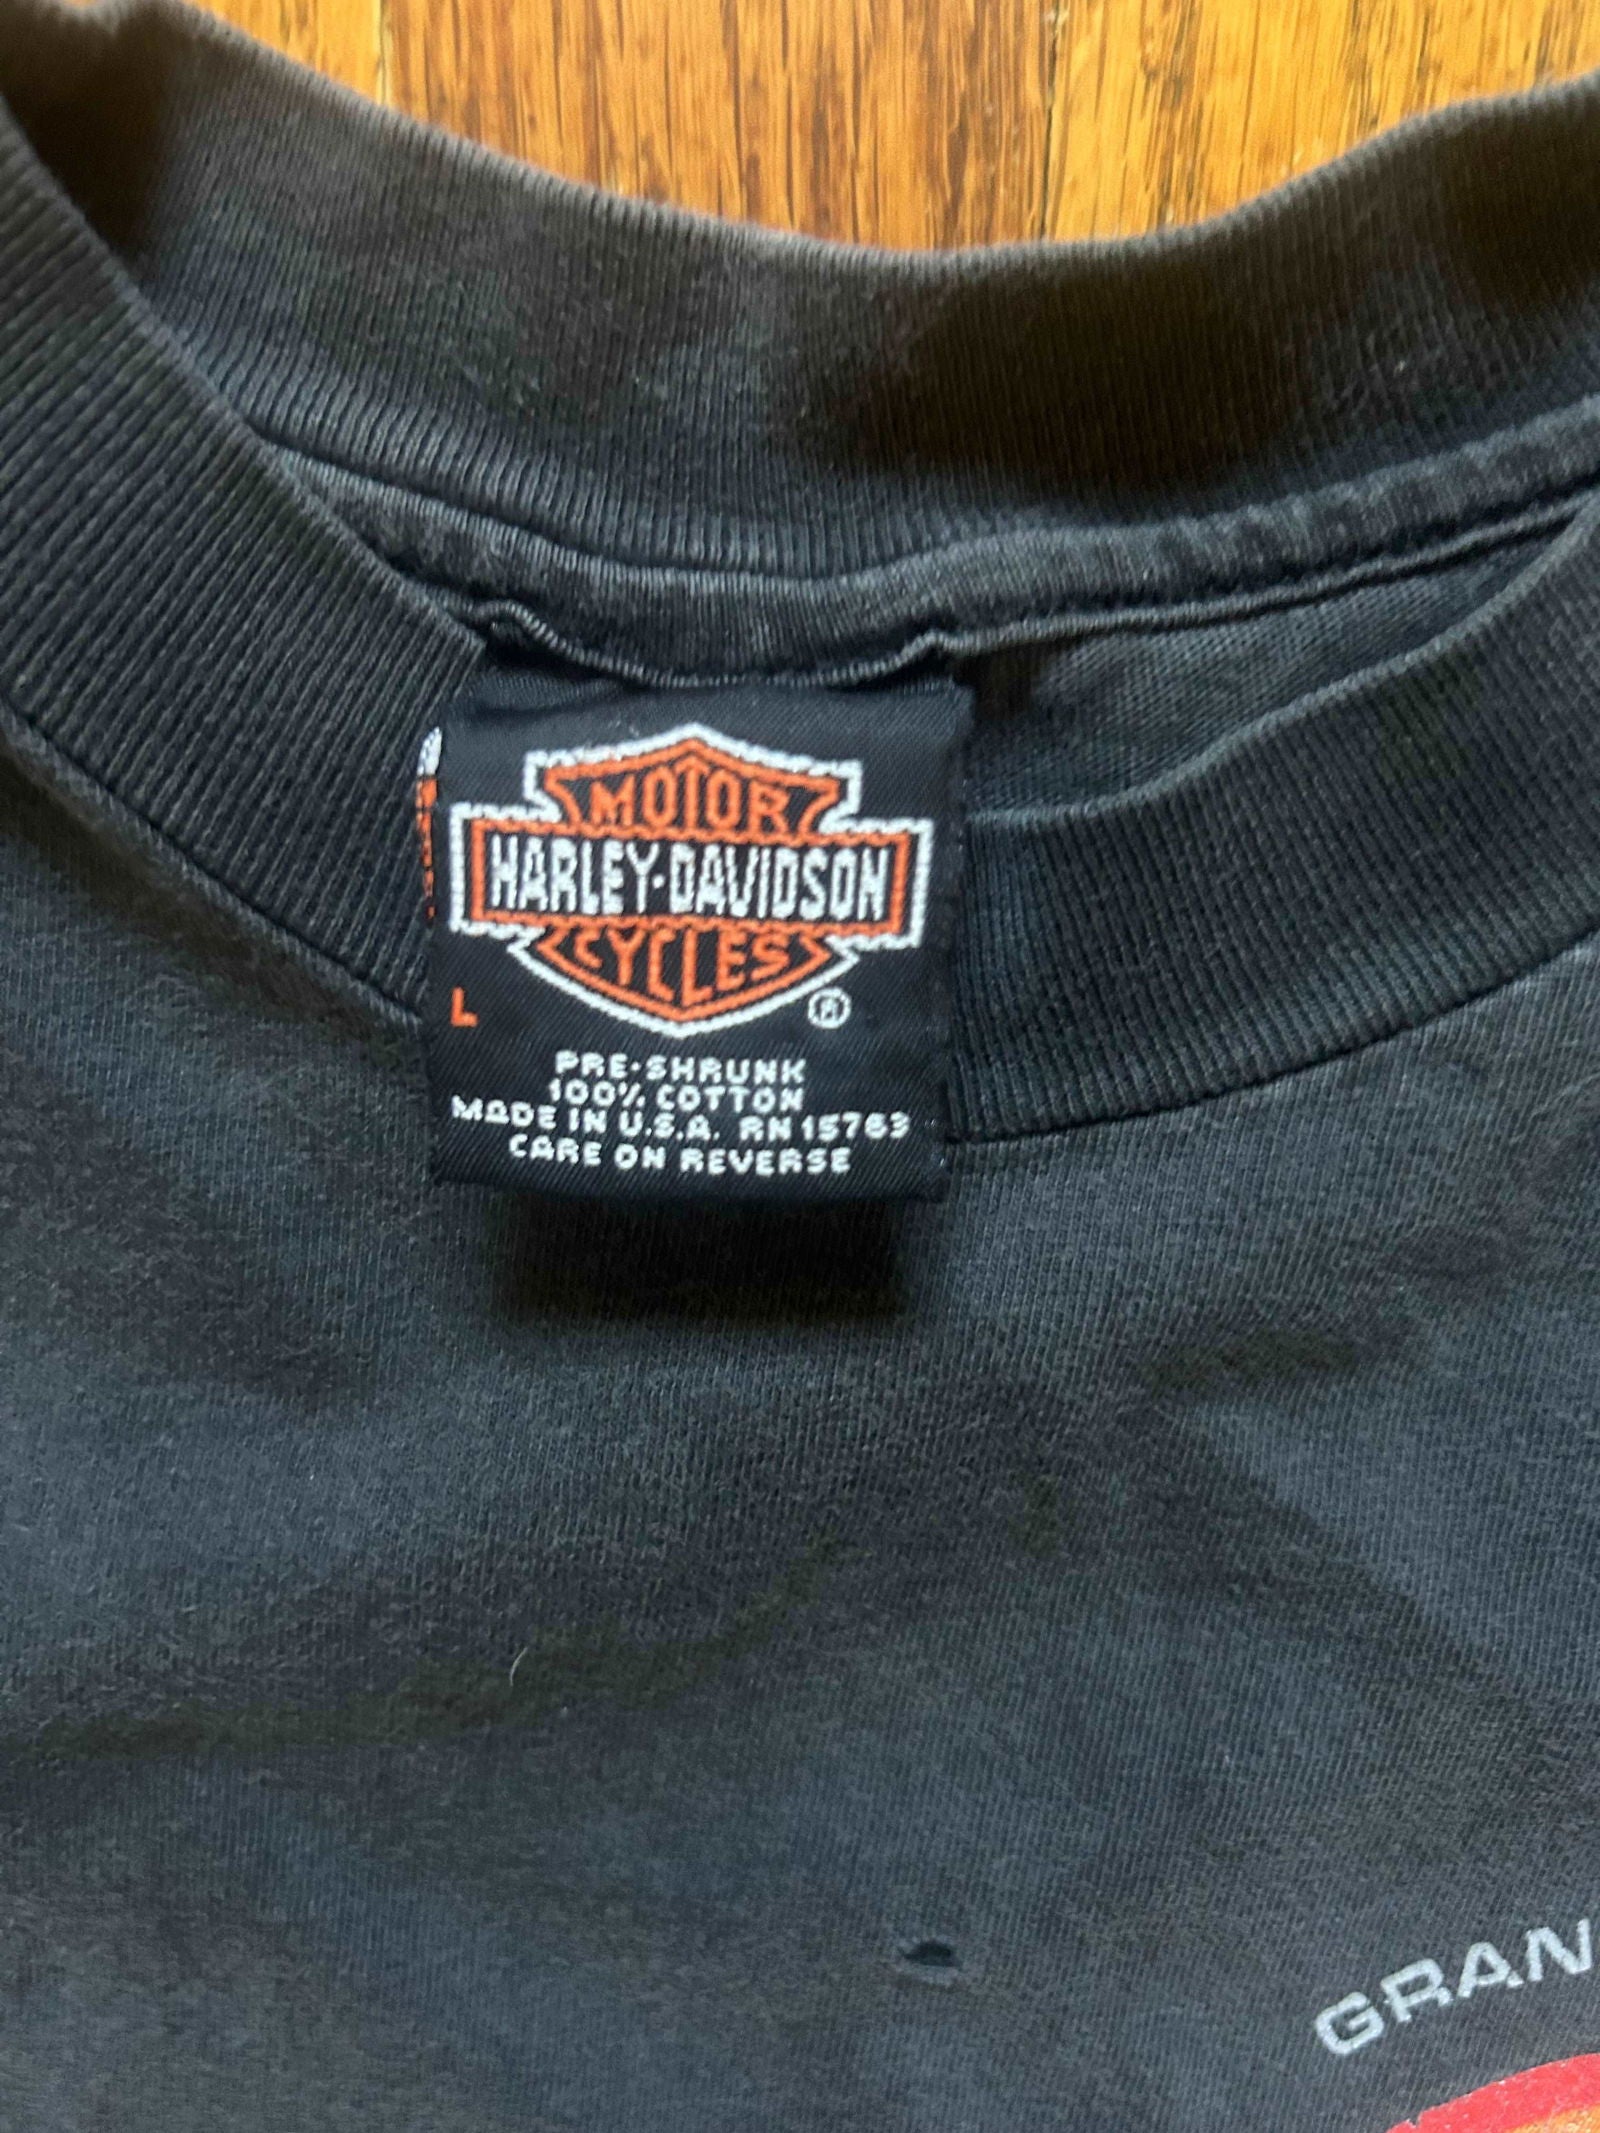 MOTOR
HARLEY-DAVIDSON
CYCLES
L ®
PRE-SHRUNK
100% COTTON
MADE IN U.S.A. RN 15763
CARE ON REVERSE
GRAN